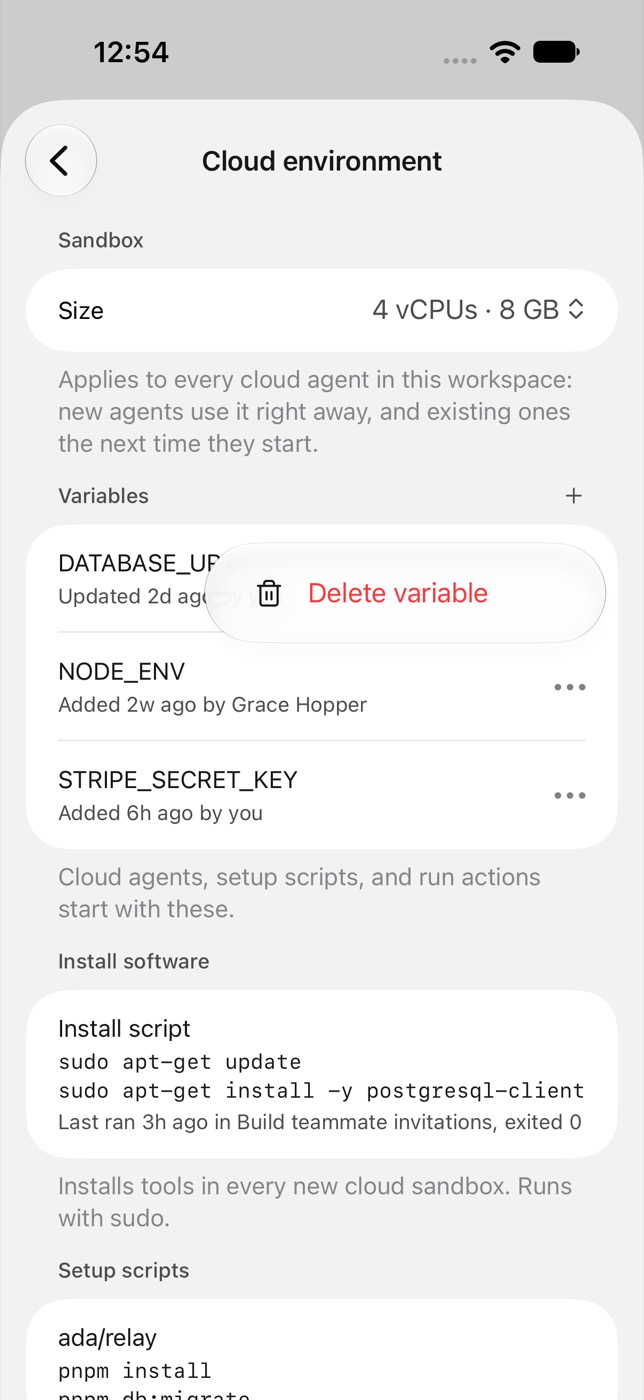 12:54
Cloud environment
Sandbox
Size
4 vCPUs · 8 GB
Applies to every cloud agent in this workspace:
new agents use it right away, and existing ones
the next time they start.
Variables
DATABASE_UR
Updated 2d ago by
Delete variable
NODE_ENV
Added 2w ago by Grace Hopper
STRIPE_SECRET_KEY
Added 6h ago by you
Cloud agents, setup scripts, and run actions
start with these.
Install software
Install script
sudo apt-get update
sudo apt-get install -y postgresql-client
Last ran 3h ago in Build teammate invitations, exited 0
Installs tools in every new cloud sandbox. Runs
with sudo.
Setup scripts
ada/relay
pnpm install
pnpm db:migrate